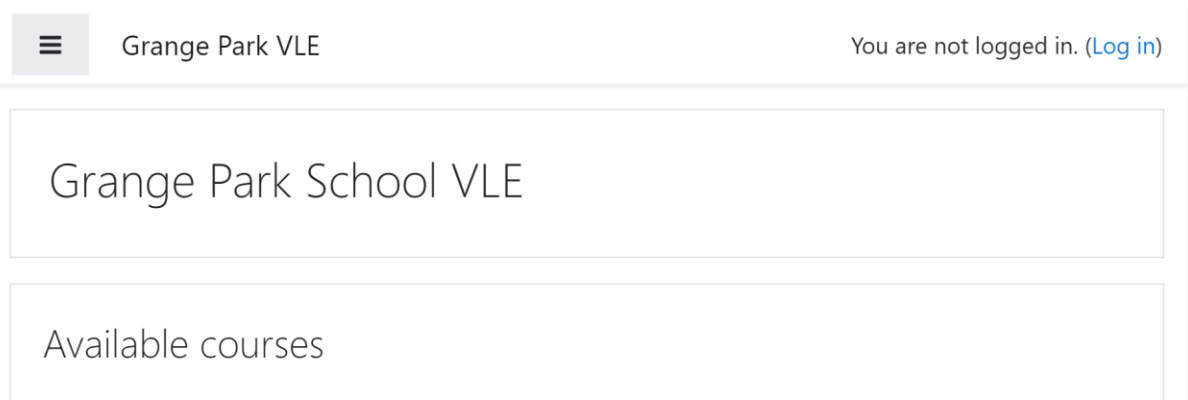 Grange Park VLE You are not logged in. (Log in)
Grange Park School VLE
Available courses